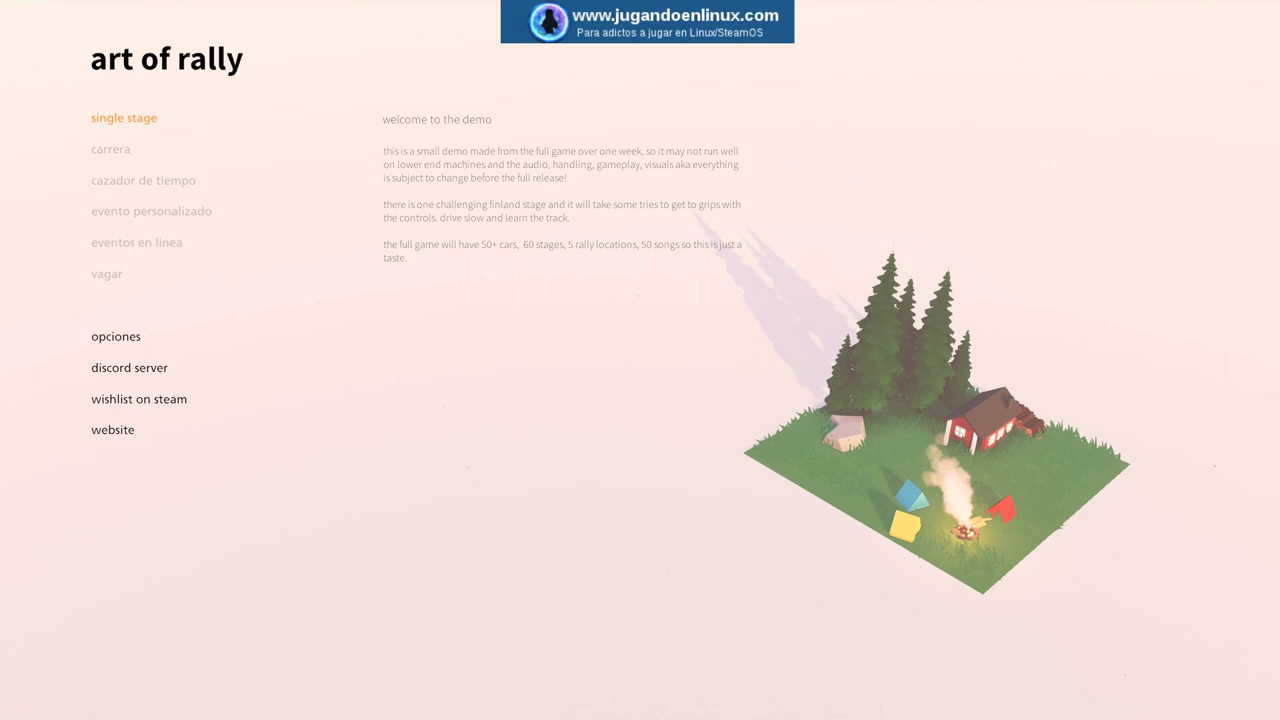 www.jugandoenlinux.com
Para adictos a jugar en Linux/SteamOS
art of rally
single stage
carrera
cazador de tiempo
evento personalizado
eventos en línea
vagar
opciones
discord server
wishlist on steam
website
welcome to the demo
this is a small demo made from the full game over one week, so it may not run well
on lower end machines and the audio, handling, gameplay, visuals aka everything
is subject to change before the full release!
there is one challenging finland stage and it will take some tries to get to grips with
the controls. drive slow and learn the track.
the full game will have 50+ cars, 60 stages, 5 rally locations, 50 songs so this is just a
taste.